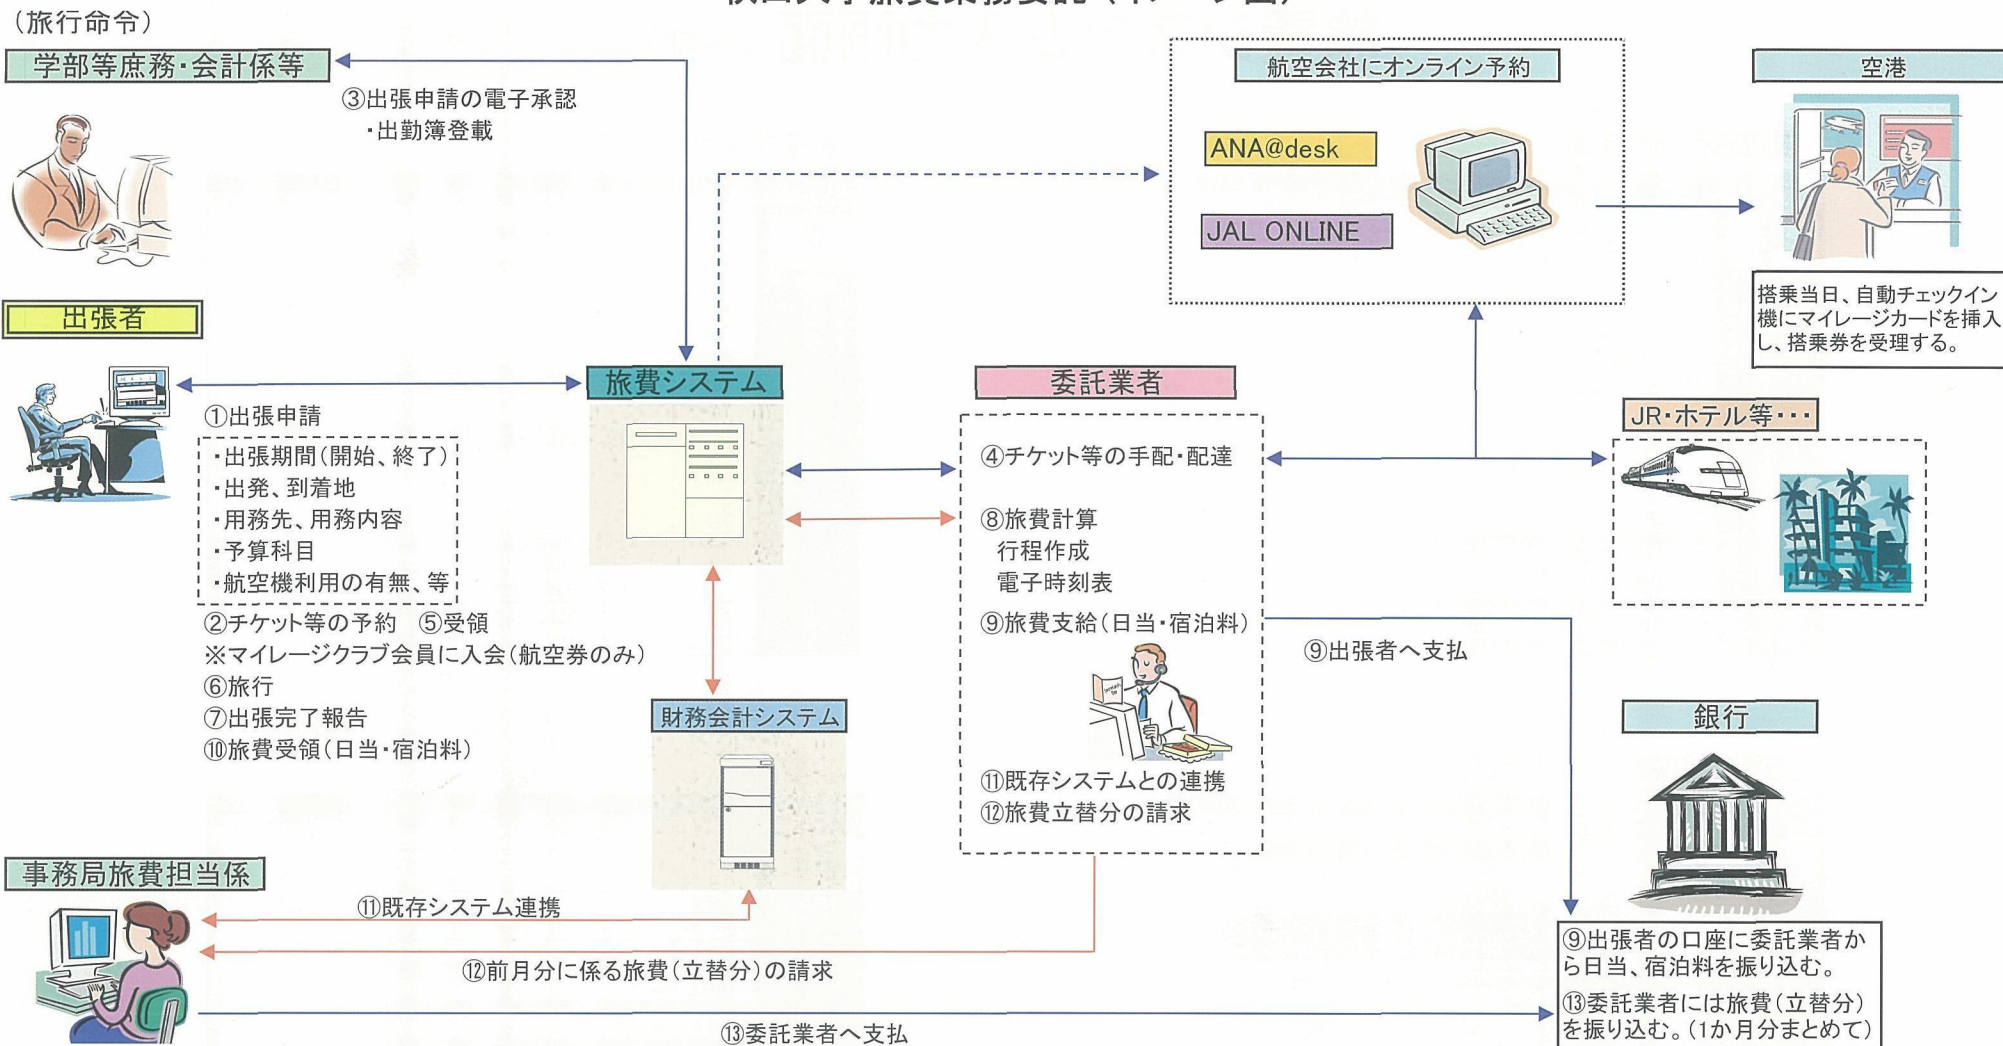 (旅行命令)
学部等庶務・会計係等
③出張申請の電子承認
・出勤簿登載
航空会社にオンライン予約
ANA@desk
JAL ONLINE
空港
搭乗当日、自動チェックイン
機にマイレージカードを挿入
し、搭乗券を受理する。
出張者
①出張申請
・出張期間(開始、終了)
・出発、到着地
・用務先、用務内容
・予算科目
・航空機利用の有無、等
②チケット等の予約 ⑤受領
※マイレージクラブ会員に入会(航空券のみ)
⑥旅行
⑦出張完了報告
⑩旅費受領(日当・宿泊料)
旅費システム
財務会計システム
委託業者
④チケット等の手配・配達
⑧旅費計算
行程作成
電子時刻表
⑨旅費支給(日当・宿泊料)
⑪既存システムとの連携
⑫旅費立替分の請求
JR・ホテル等・・・
⑨出張者へ支払
銀行
⑨出張者の口座に委託業者か
ら日当、宿泊料を振り込む。
⑬委託業者には旅費(立替分)
を振り込む。(1か月分まとめて)
事務局旅費担当係
⑪既存システム連携
⑫前月分に係る旅費(立替分)の請求
⑬委託業者へ支払